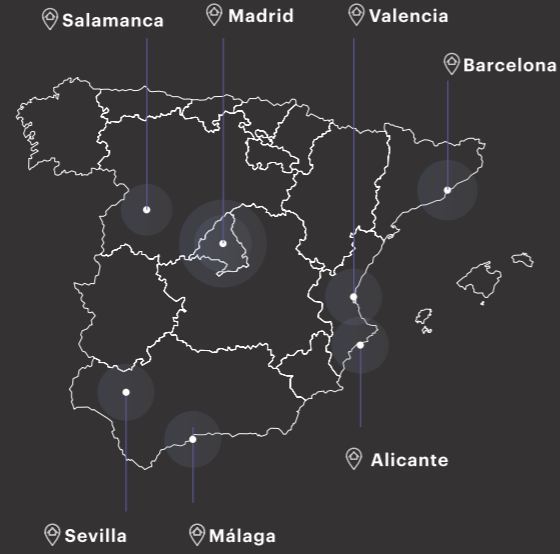 Salamanca
Madrid
Valencia
Barcelona
Alicante
Sevilla
Málaga